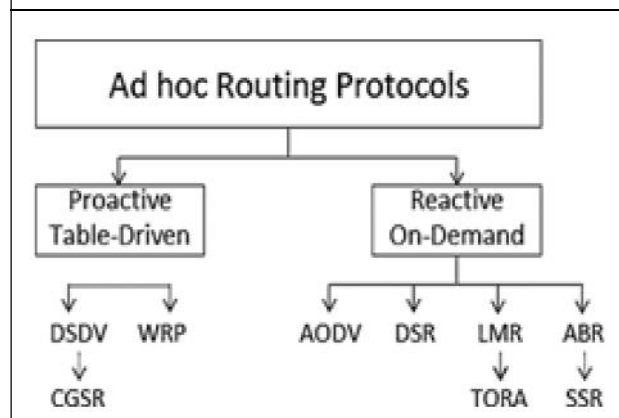 Ad hoc Routing Protocols
Proactive
Table-Driven
Reactive
On-Demand
DSDV WRP AODV DSR LMR ABR
CGSR TORA SSR